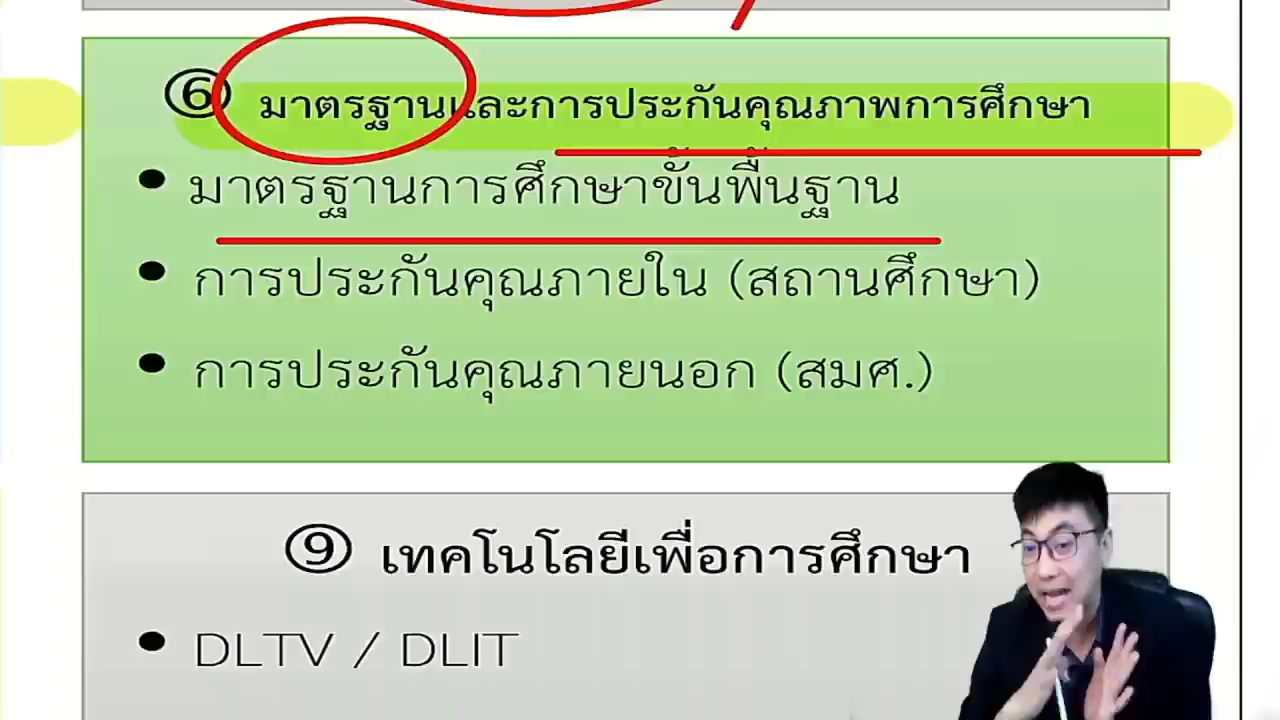 ⑥ มาตรฐานและการประกันคุณภาพการศึกษา
• มาตรฐานการศึกษาขั้นพื้นฐาน
• การประกันคุณภายใน (สถานศึกษา)
• การประกันคุณภายนอก (สมศ.)
⑨ เทคโนโลยีเพื่อการศึกษา
• DLTV / DLIT